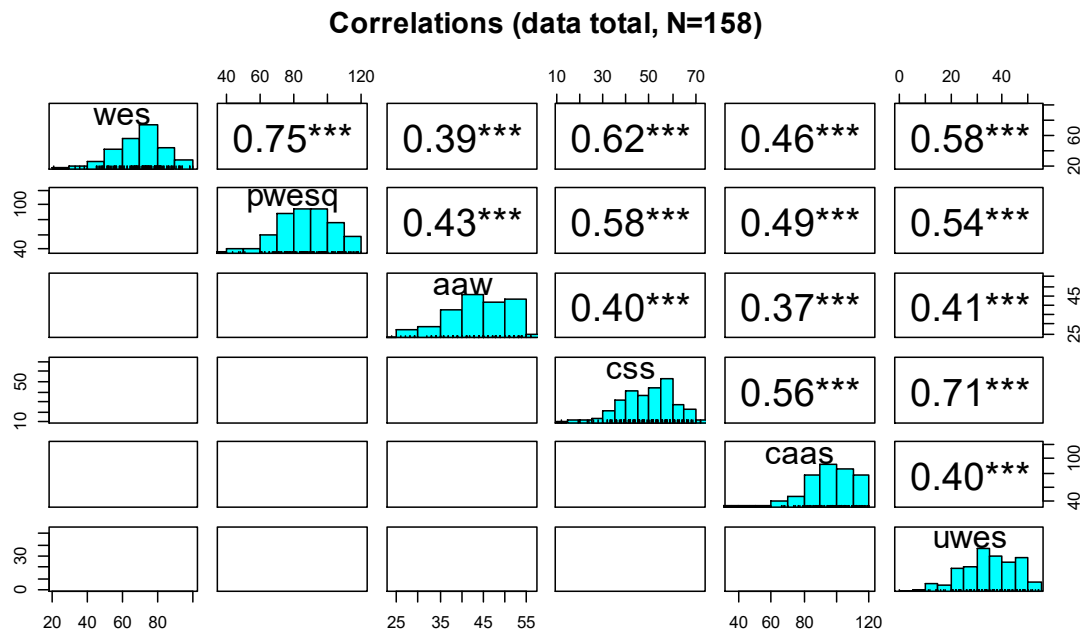 Correlations (data total, N=158)
40 60 80 120
10 30 50 70
0 20 40
wes
0.75***
0.39***
0.62***
0.46***
0.58***
20 60
40 100
pwesq
0.43***
0.58***
0.49***
0.54***
aaw
0.40***
0.37***
0.41***
25 45
10 50
css
0.56***
0.71***
caas
0.40***
40 100
0 30
uwes
20 40 60 80
25 35 45 55
40 60 80 120